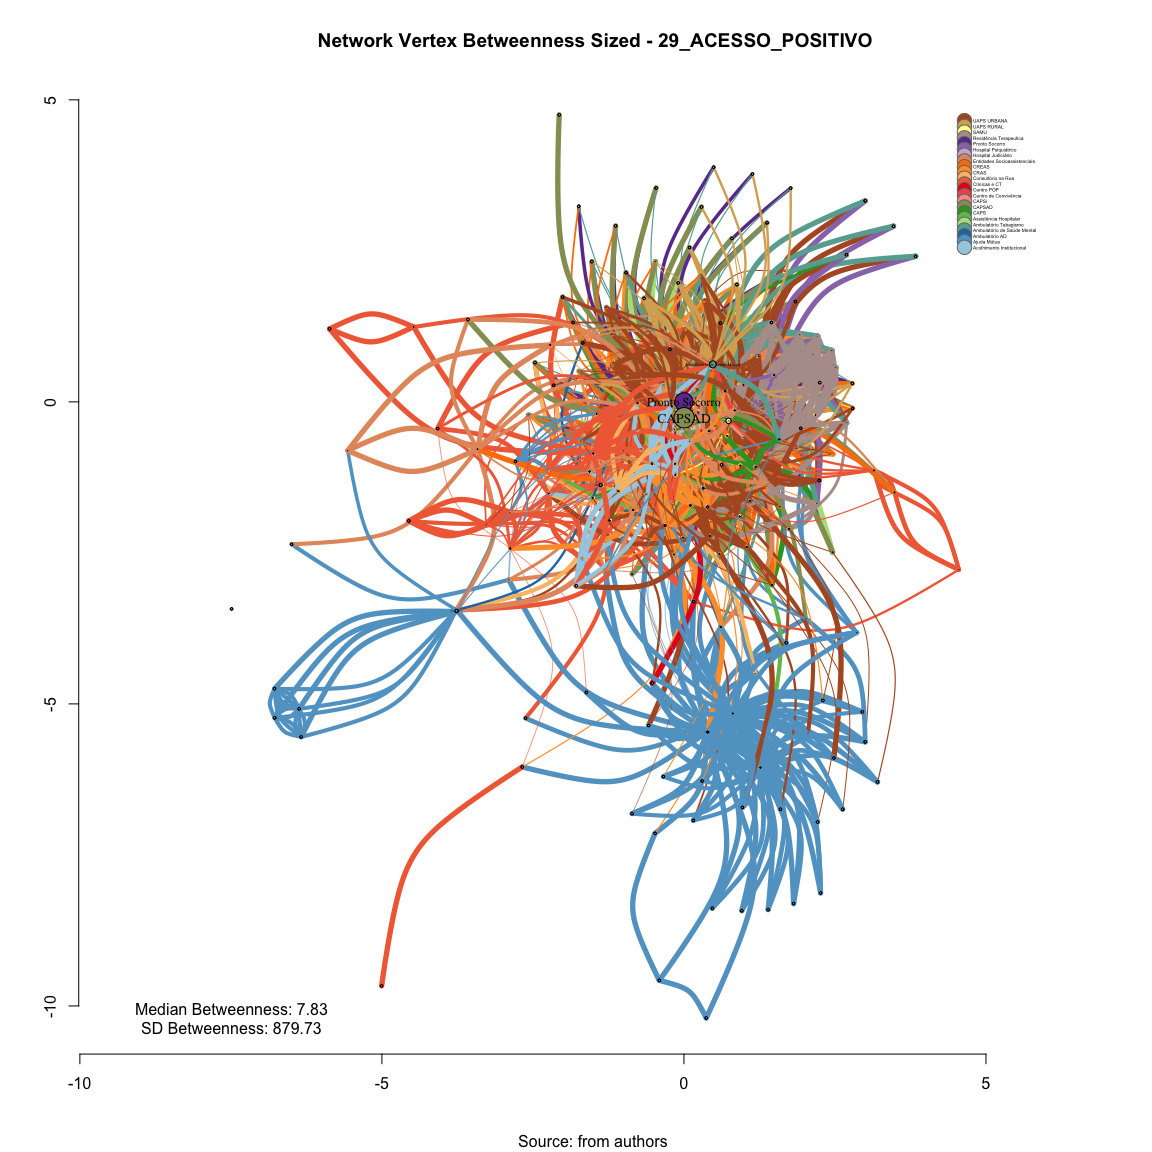 Network Vertex Betweenness Sized - 29_ACESSO_POSITIVO
5
0
-5
-10
UAPS URBANA
UAPS RURAL
SAMU
Residência Terapeutica
Pronto Socorro
Hospital Psiquiátrico
Hospital Judiciário
Entidades Socioassistenciais
CREAS
CRAS
Consultório na Rua
Clínicas e CT
Centro POP
Centro de Convivência
CAPSI
CAPSAD
CAPS
Assistência Hospitalar
Ambulatório Tabagismo
Ambulatório de Saúde Mental
Ambulatório AD
Ajuda Mútua
Acolhimento Institucional
Pronto Socorro
CAPSAD
Median Betweenness: 7.83
SD Betweenness: 879.73
-10
-5
0
5
Source: from authors